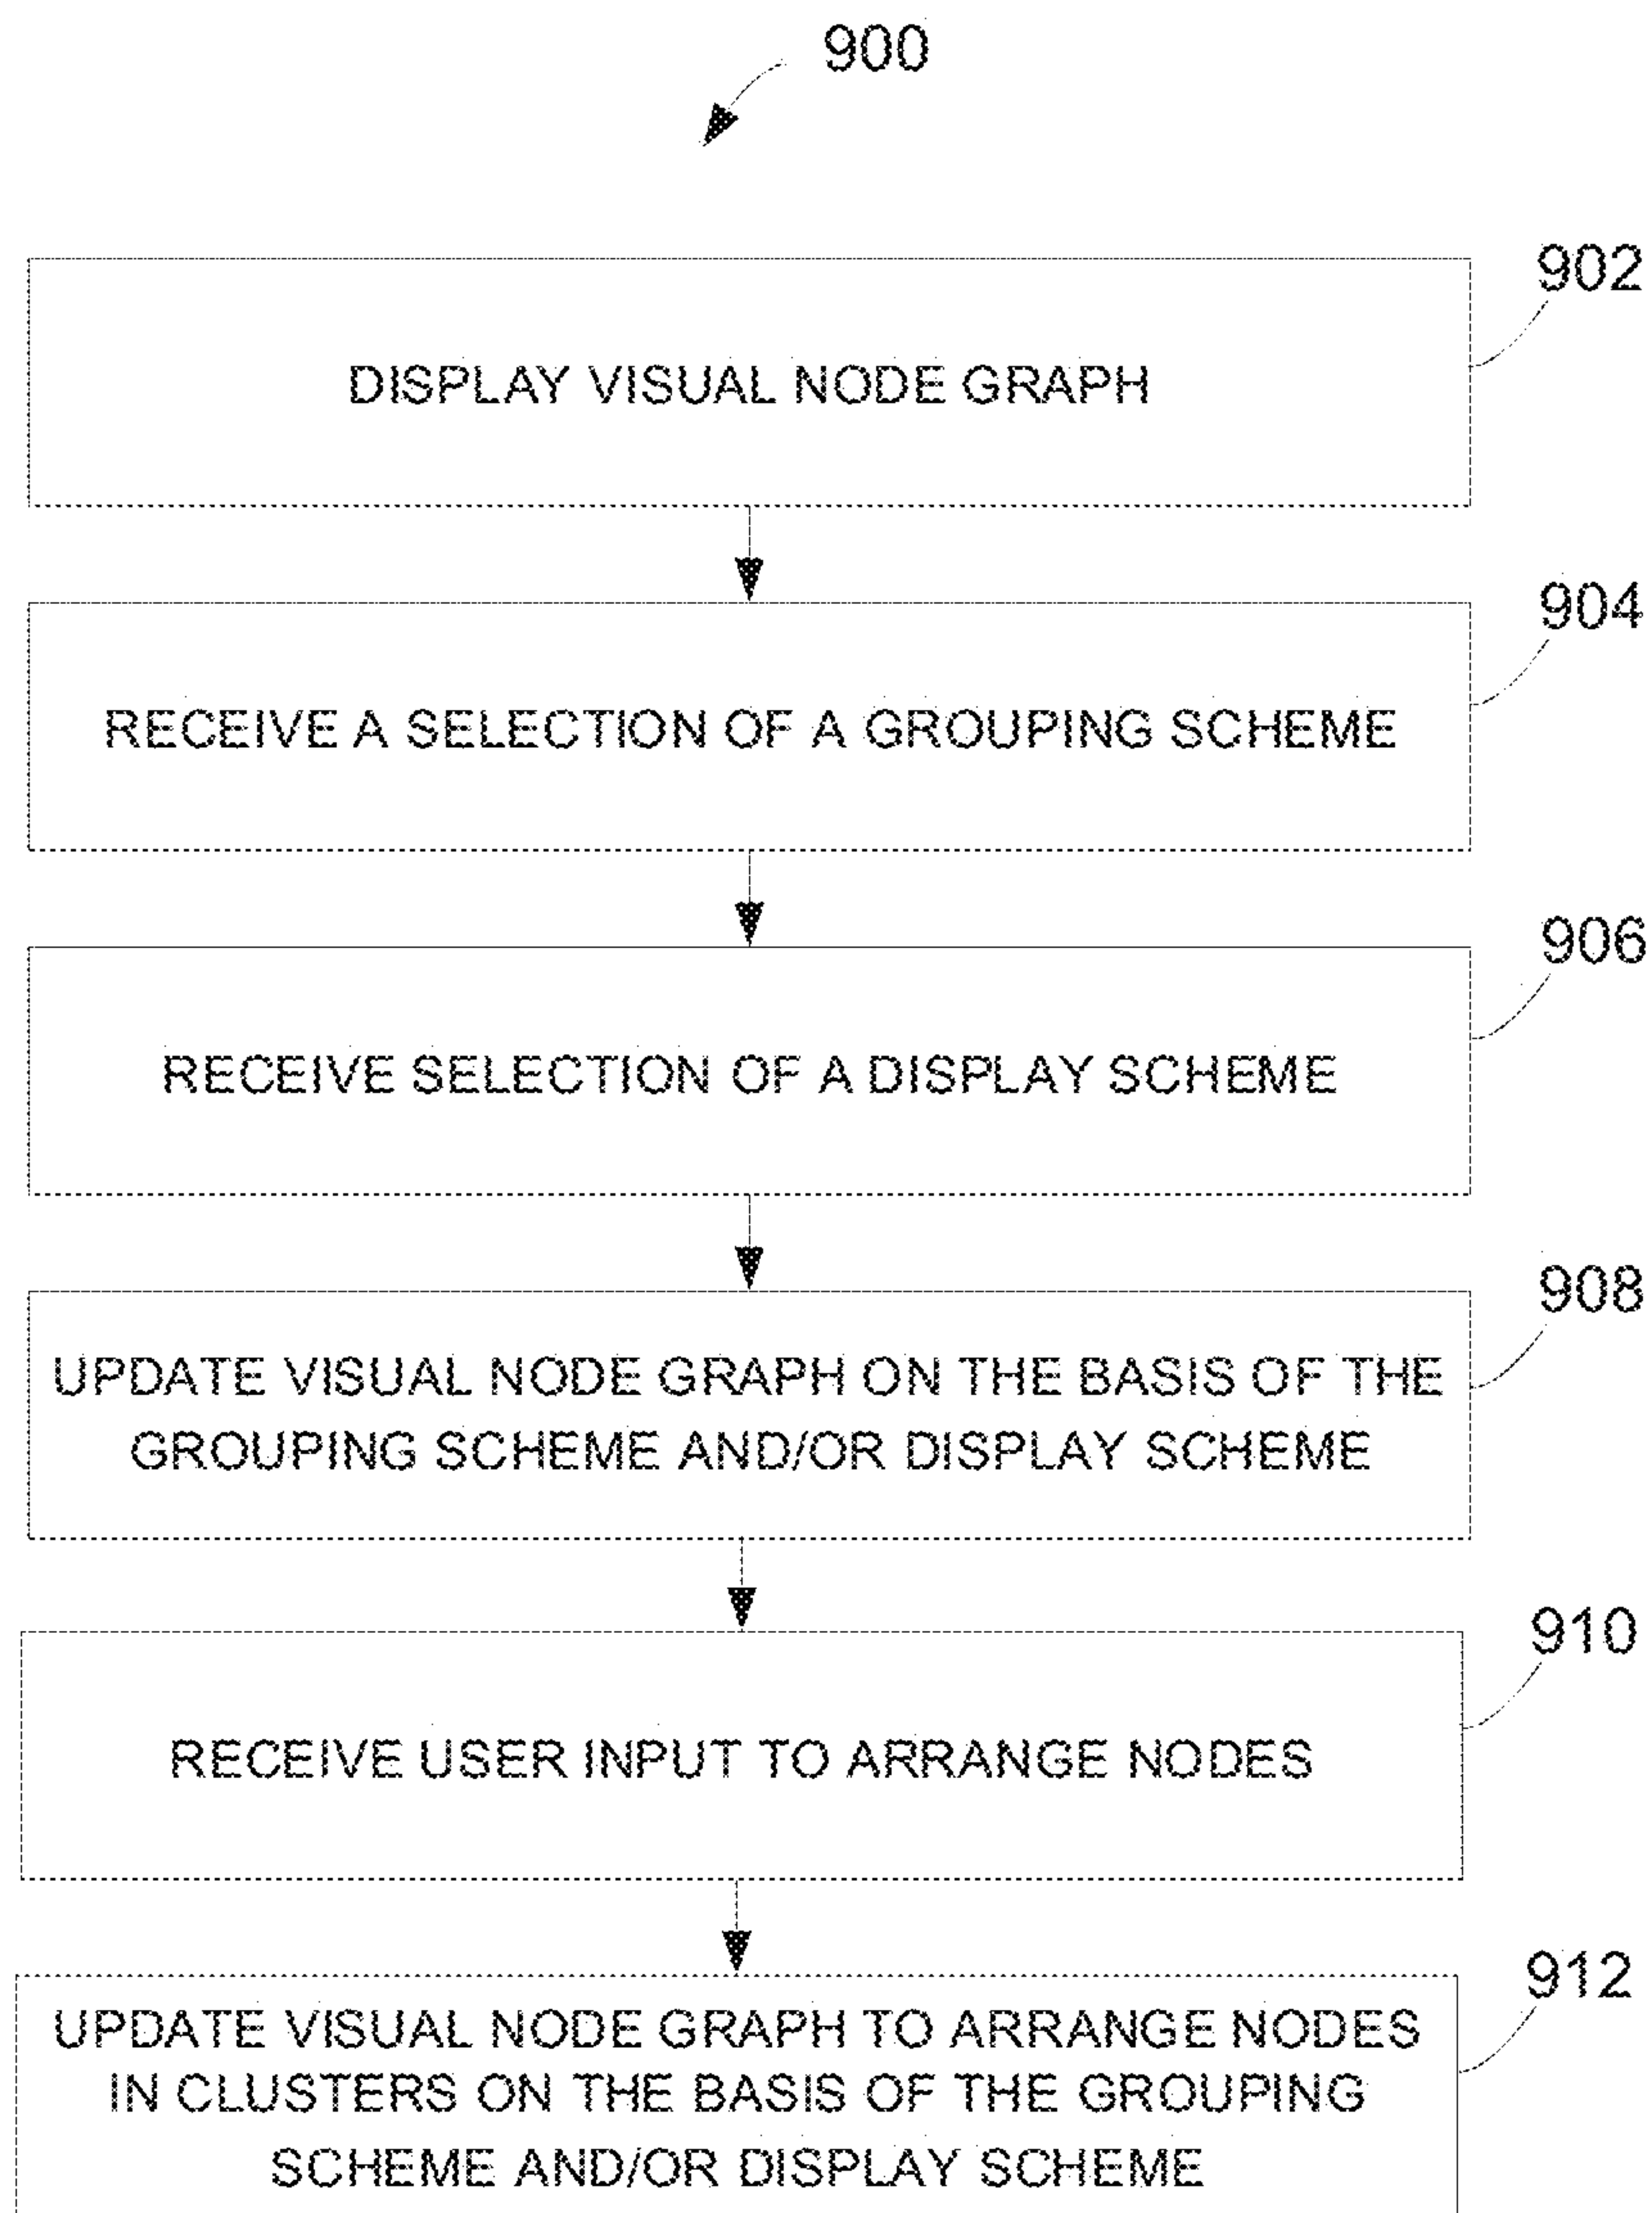 900
902
DISPLAY VISUAL NODE GRAPH
904
RECEIVE A SELECTION OF A GROUPING SCHEME
906
RECEIVE SELECTION OF A DISPLAY SCHEME
908
UPDATE VISUAL NODE GRAPH ON THE BASIS OF THE
GROUPING SCHEME AND/OR DISPLAY SCHEME
910
RECEIVE USER INPUT TO ARRANGE NODES
912
UPDATE VISUAL NODE GRAPH TO ARRANGE NODES
IN CLUSTERS ON THE BASIS OF THE GROUPING
SCHEME AND/OR DISPLAY SCHEME